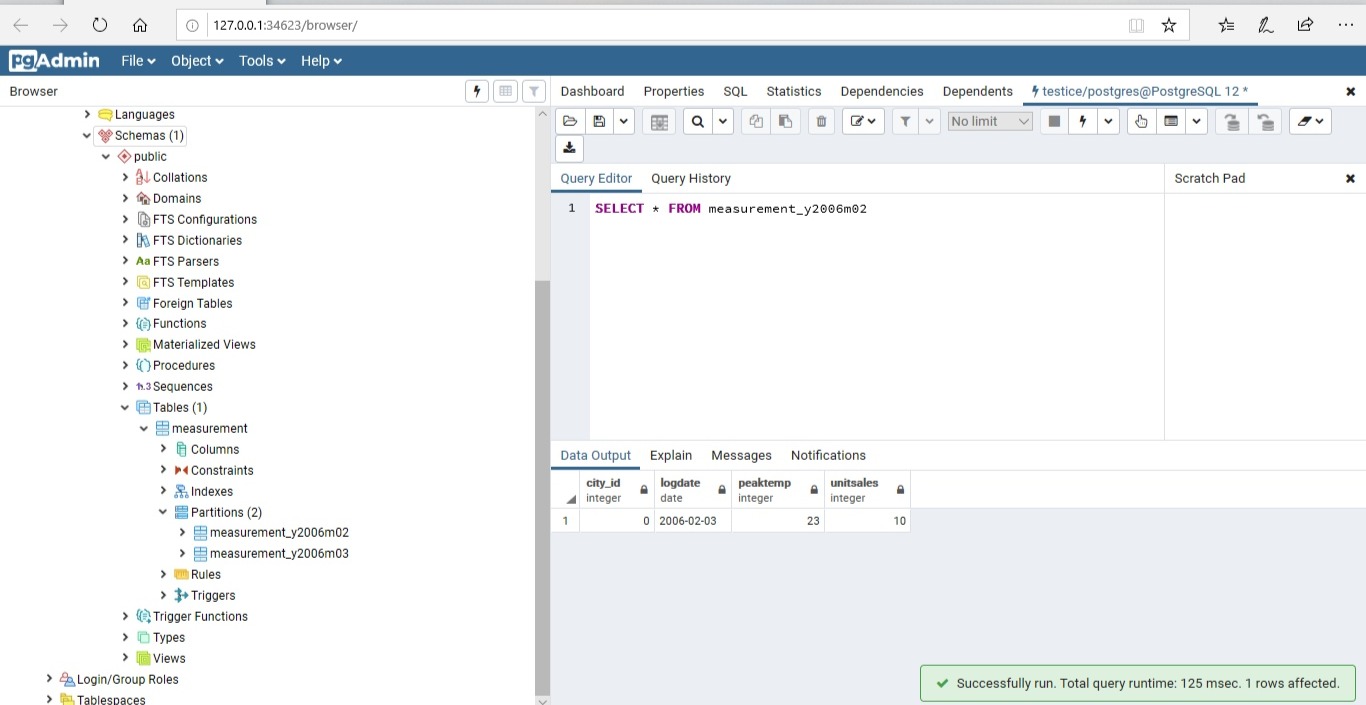 127.0.0.1:34623/browser/
pgAdmin File Object Tools Help
Browser
Dashboard Properties SQL Statistics Dependencies Dependents testice/postgres@PostgreSQL 12 *
No limit
Languages
Schemas (1)
public
Collations
Domains
FTS Configurations
FTS Dictionaries
Aa FTS Parsers
FTS Templates
Foreign Tables
Functions
Materialized Views
Procedures
1..3 Sequences
Tables (1)
measurement
Columns
Constraints
Indexes
Partitions (2)
measurement_y2006m02
measurement_y2006m03
Rules
Triggers
Trigger Functions
Types
Views
Login/Group Roles
Tablespaces
Query Editor Query History
Scratch Pad
1 SELECT * FROM measurement_y2006m02
Data Output Explain Messages Notifications
city_id logdate peaktemp unitsales
integer date integer integer
1 0 2006-02-03 23 10
Successfully run. Total query runtime: 125 msec. 1 rows affected.